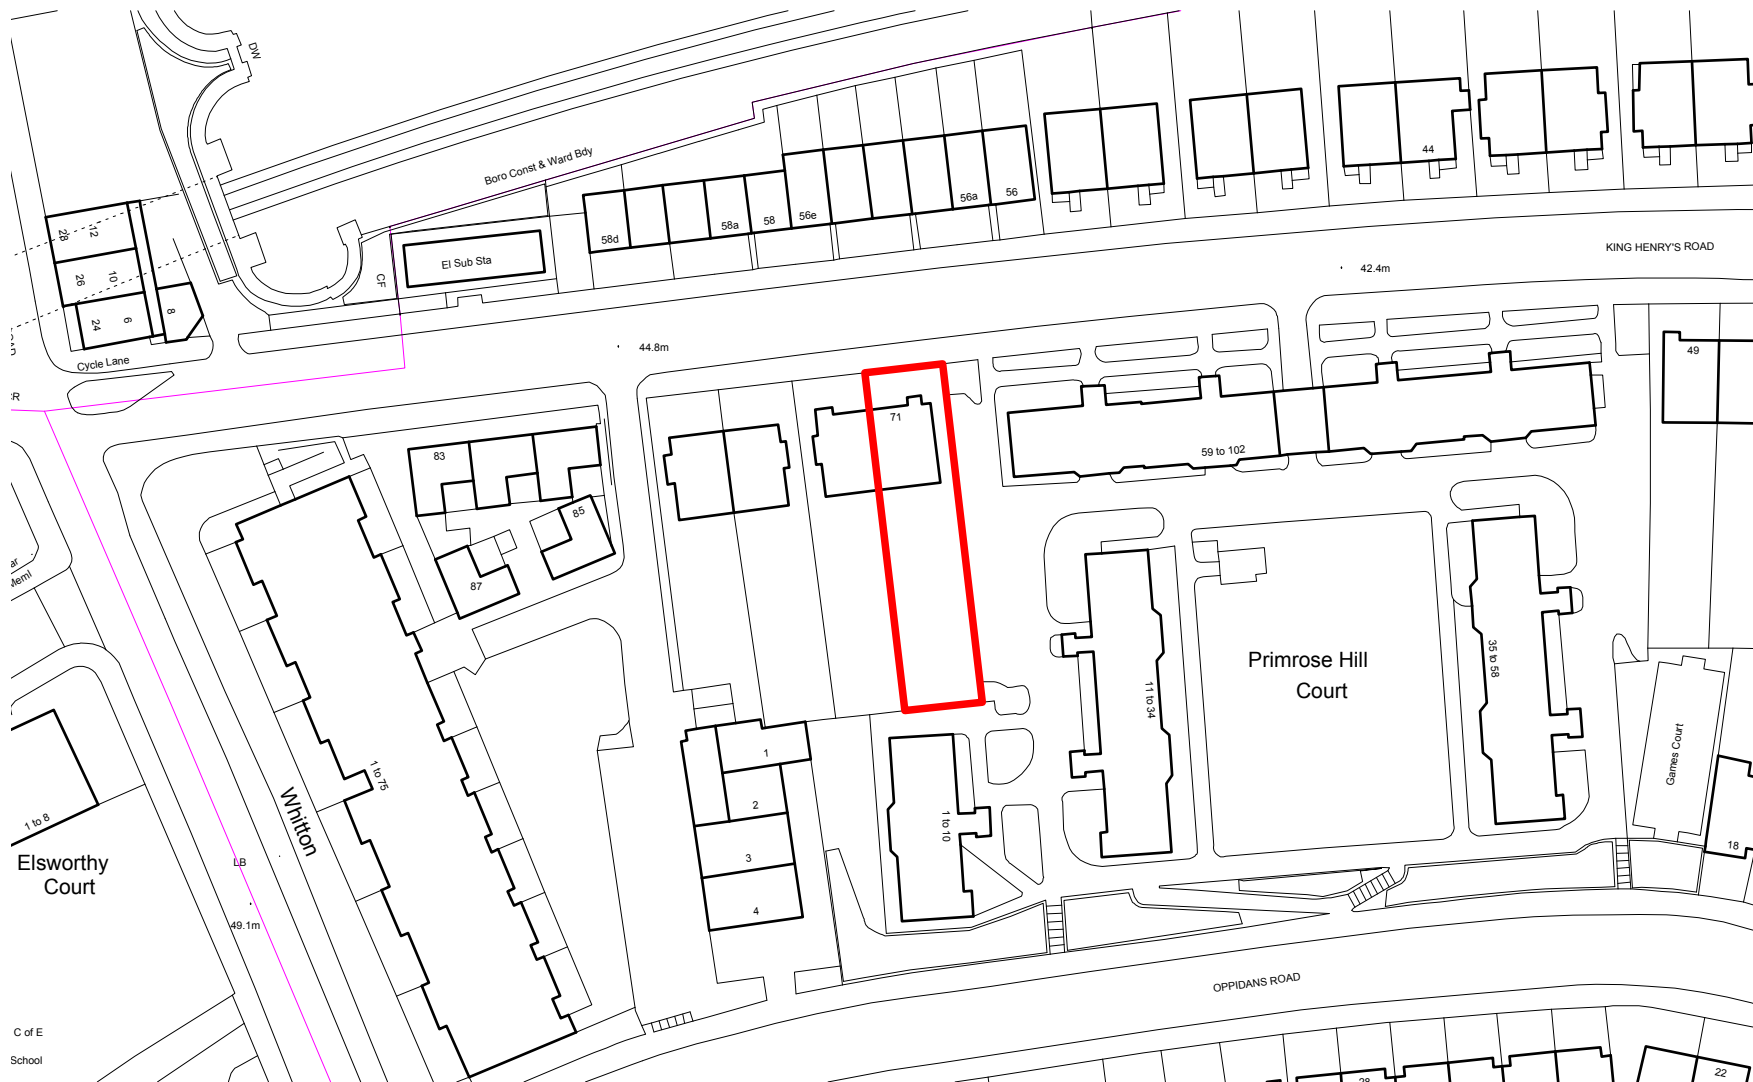 DW
Boro Const & Ward Bdy
44
56
56a
56e
58
58a
58d
El Sub Sta
CF
KING HENRY'S ROAD
42.4m
44.8m
28
12
26
10
24
6
8
Cycle Lane
49
71
59 to 102
83
85
87
Meml
1 to 75
Whitton
11 to 34
Primrose Hill
Court
35 to 58
Games Court
1
2
3
4
1 to 10
18
1 to 8
Elsworthy
Court
LB
49.1m
OPPIDANS ROAD
C of E
School
28
22